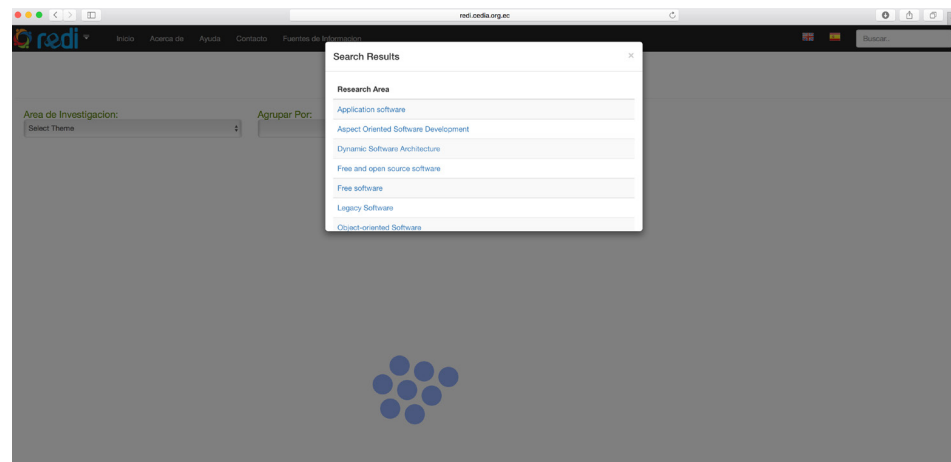 redi.cedia.org.ec
redi
Inicio Acerca de Ayuda Contacto Fuentes de Informacion
Buscar..
Search Results
×
Research Area
Area de Investigacion:
Agrupar Por:
Select Theme
Application software
Aspect Oriented Software Development
Dynamic Software Architecture
Free and open source software
Free software
Legacy Software
Object-oriented Software